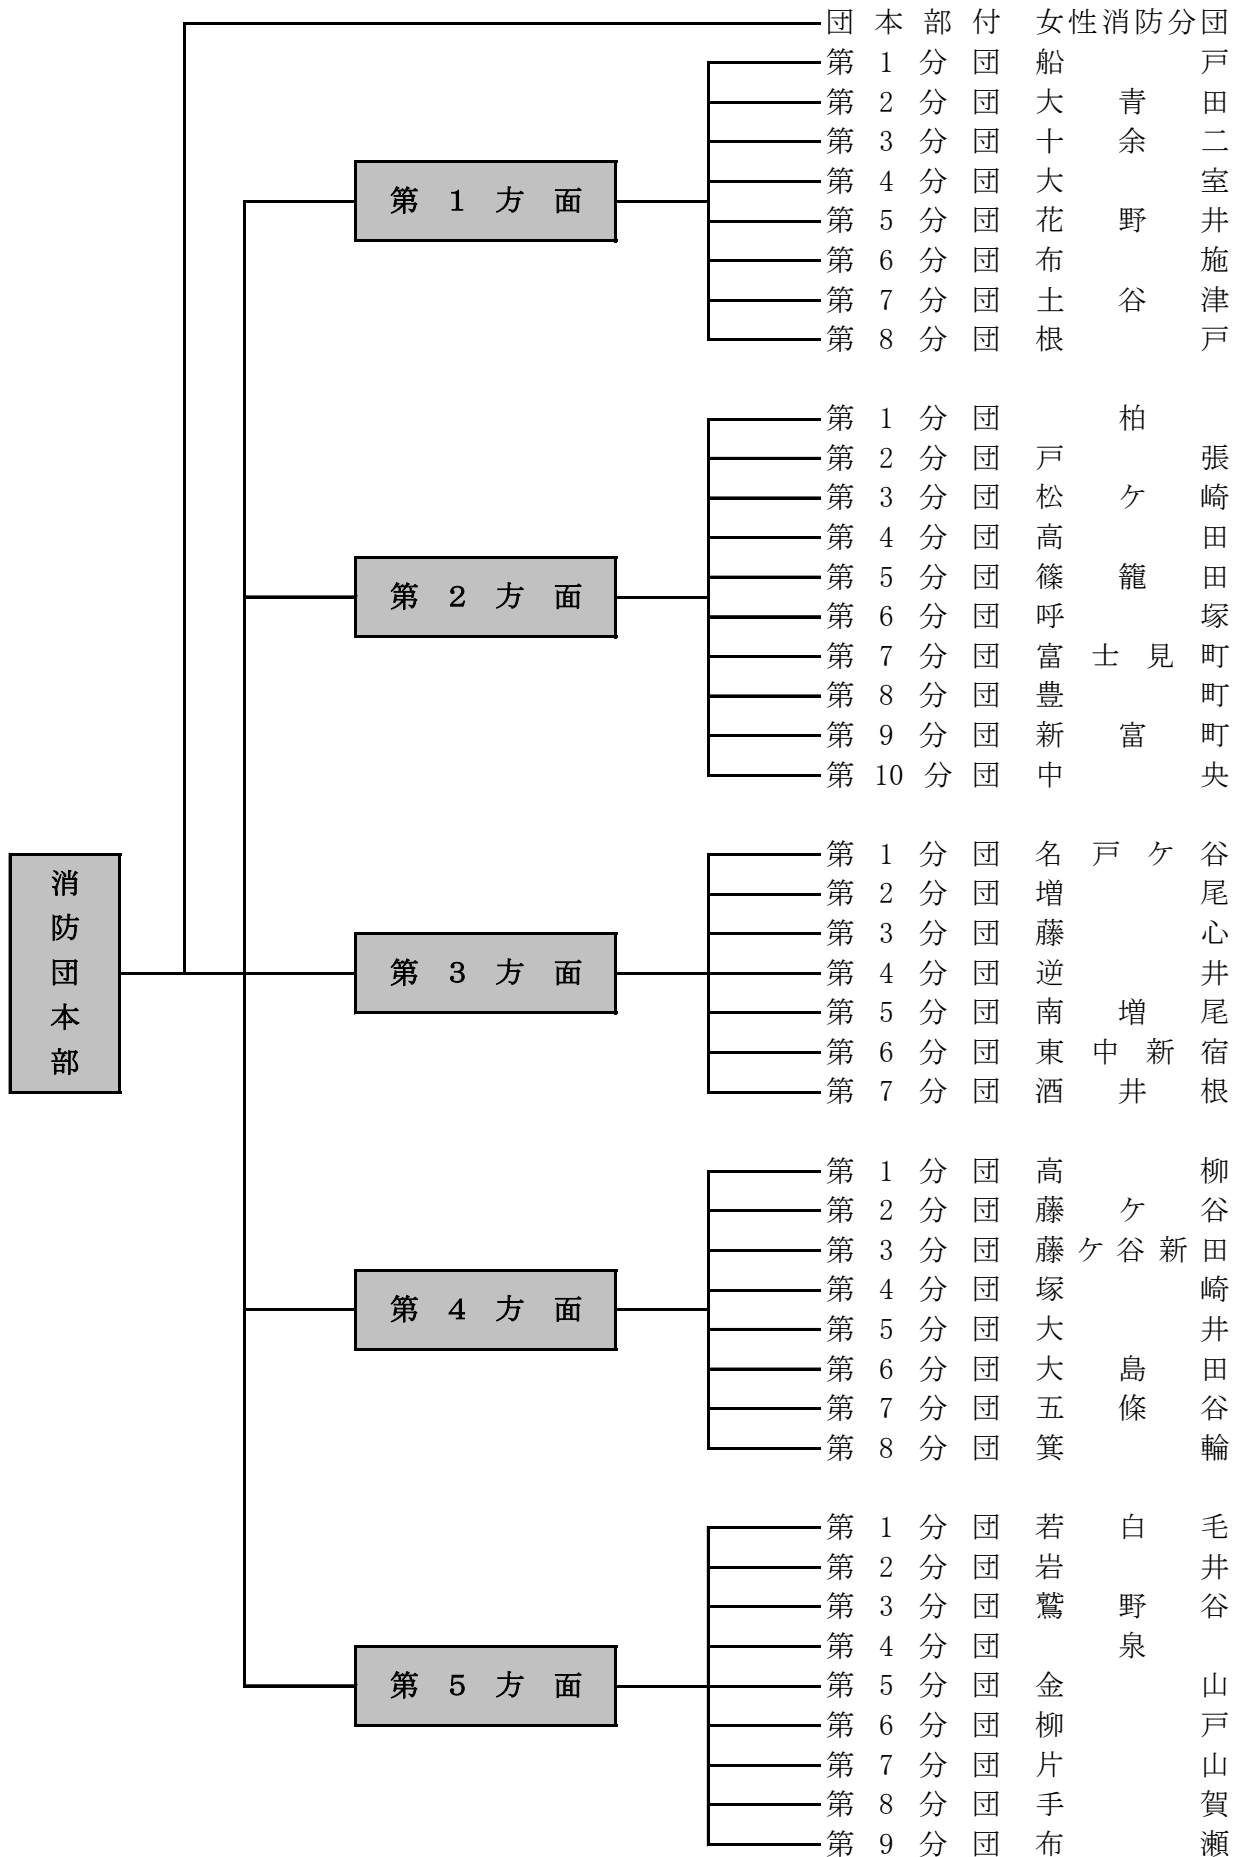 団本部付 女性消防分団
第1分団 船戸
第2分団 大青田
第3分団 十余二
第4分団 大室
第5分団 花野井
第6分団 布施
第7分団 土谷津
第8分団 根戸
第1方面
第1分団 柏
第2分団 戸張
第3分団 松ケ崎
第4分団 高田
第5分団 篠籠田
第6分団 呼塚
第7分団 富士見町
第8分団 豊町
第9分団 新富町
第10分団 中央
第2方面
消防団本部
第1分団 名戸ケ谷
第2分団 増尾
第3分団 藤心
第4分団 逆井
第5分団 南増尾
第6分団 東中新宿
第7分団 酒井根
第3方面
第1分団 高柳
第2分団 藤ケ谷
第3分団 藤ケ谷新田
第4分団 塚崎
第5分団 大井
第6分団 大島田
第7分団 五條谷
第8分団 箕輪
第4方面
第1分団 若白毛
第2分団 岩井
第3分団 鷲野谷
第4分団 泉
第5分団 金山
第6分団 柳戸
第7分団 片山
第8分団 手賀
第9分団 布瀬
第5方面